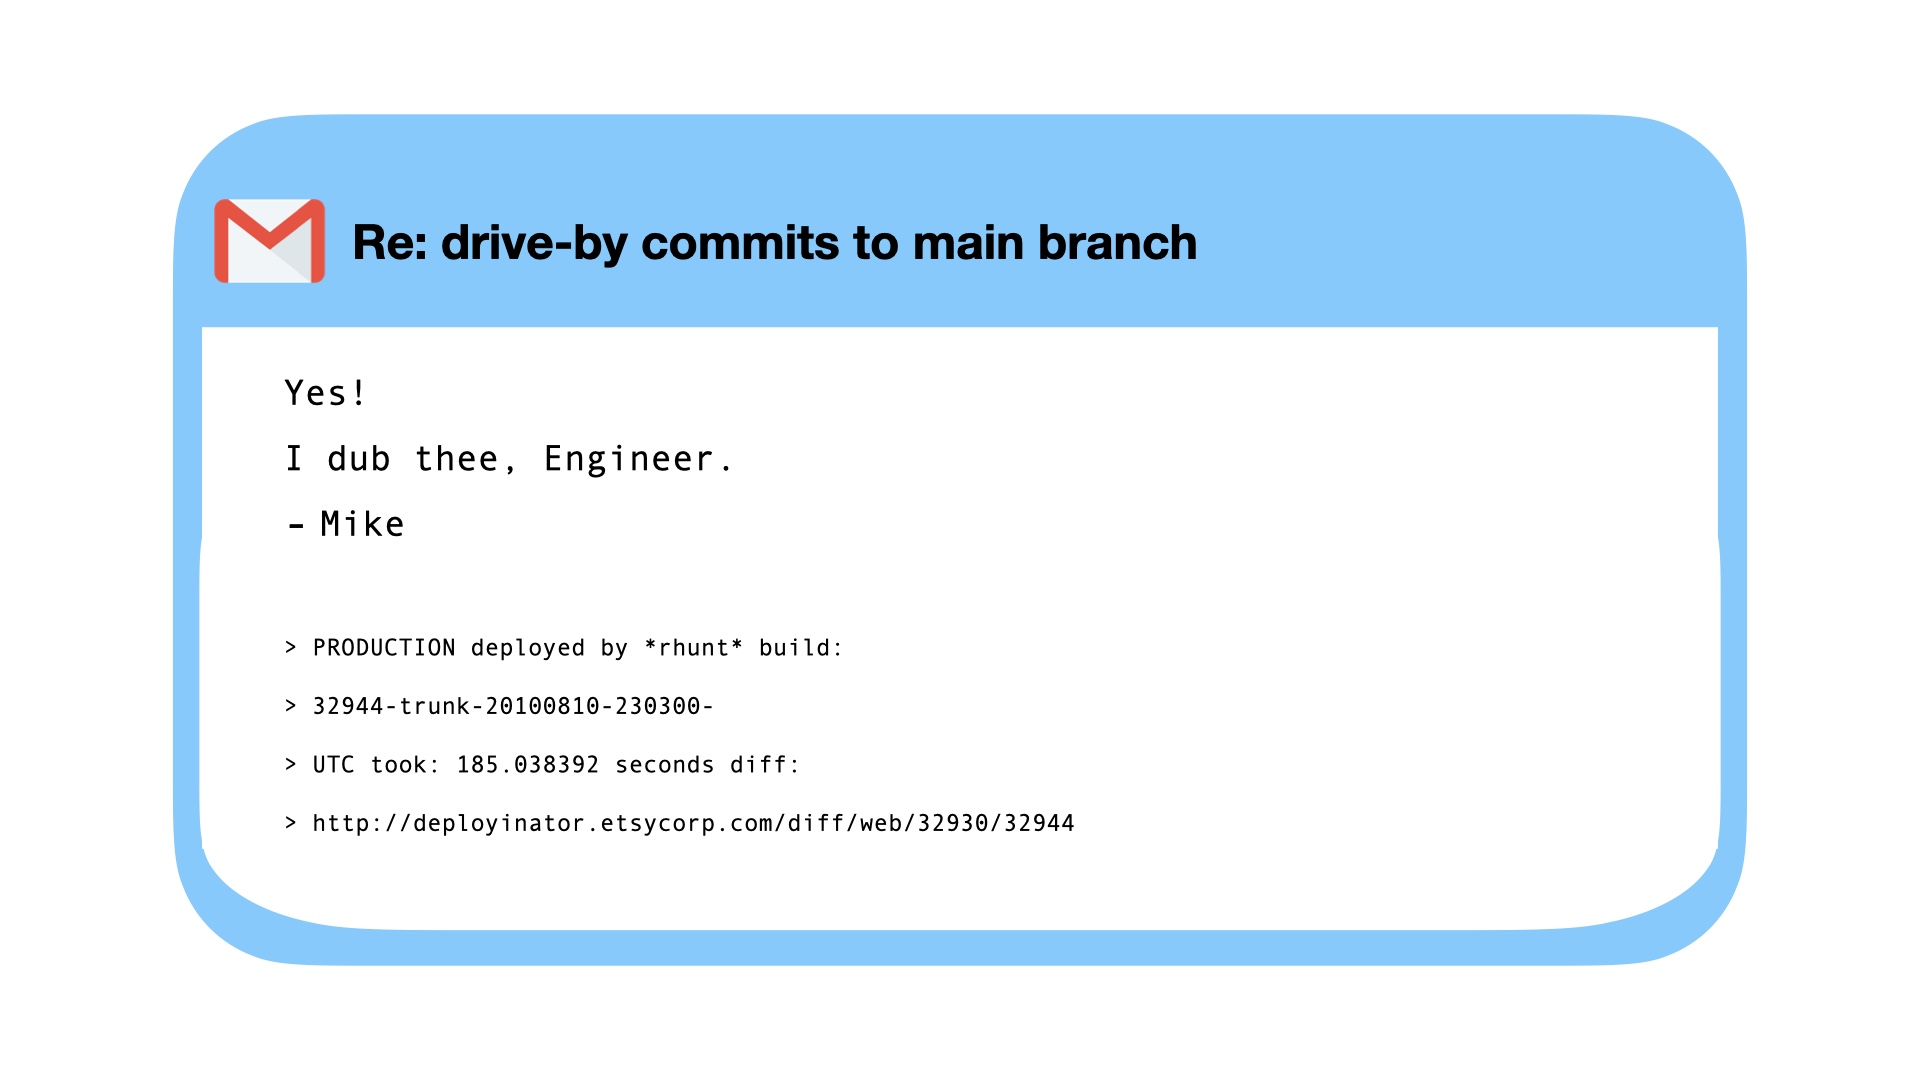 Re: drive-by commits to main branch
Yes!
I dub thee, Engineer.
– Mike
> PRODUCTION deployed by *rhunt* build:
> 32944-trunk-20100810-230300-
> UTC took: 185.038392 seconds diff:
> http://deployinator.etsycorp.com/diff/web/32930/32944